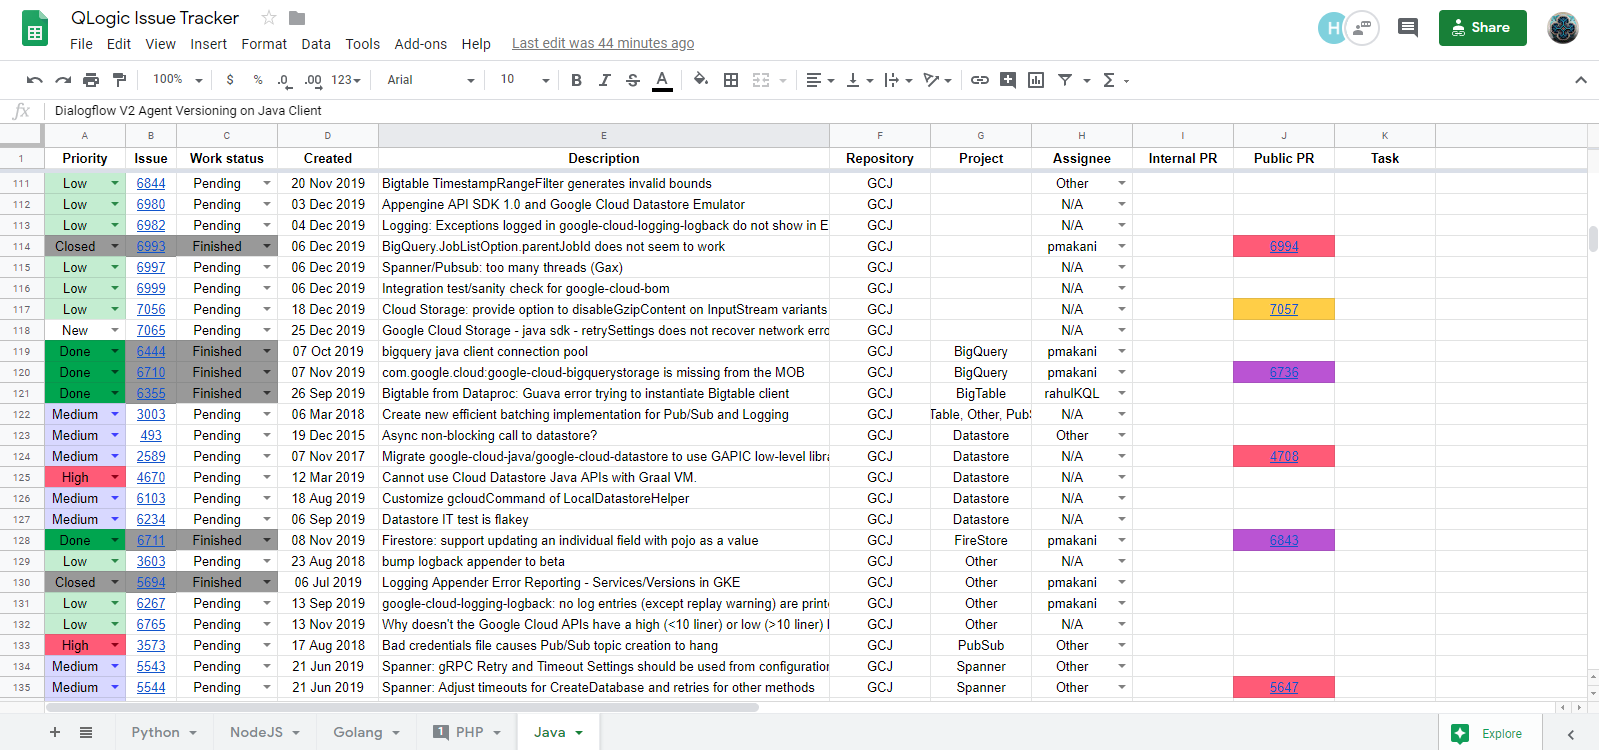 QLogic Issue Tracker
H
Share
File Edit View Insert Format Data Tools Add-ons Help Last edit was 44 minutes ago
100% $ % .0 .00 123 Arial 10 B I S A Σ
fx Dialogflow V2 Agent Versioning on Java Client
A B C D E F G H I J K
1 Priority Issue Work status Created Description Repository Project Assignee Internal PR Public PR Task
111 Low 6844 Pending 20 Nov 2019 Bigtable TimestampRangeFilter generates invalid bounds GCJ Other
112 Low 6980 Pending 03 Dec 2019 Appengine API SDK 1.0 and Google Cloud Datastore Emulator GCJ N/A
113 Low 6982 Pending 04 Dec 2019 Logging: Exceptions logged in google-cloud-logging-logback do not show in E GCJ N/A
114 Closed 6993 Finished 06 Dec 2019 BigQuery.JobListOption.parentJobId does not seem to work GCJ pmakani 6994
115 Low 6997 Pending 06 Dec 2019 Spanner/Pubsub: too many threads (Gax) GCJ N/A
116 Low 6999 Pending 06 Dec 2019 Integration test/sanity check for google-cloud-bom GCJ N/A
117 Low 7056 Pending 18 Dec 2019 Cloud Storage: provide option to disableGzipContent on InputStream variants GCJ N/A 7057
118 New 7065 Pending 25 Dec 2019 Google Cloud Storage - java sdk - retrySettings does not recover network erro GCJ N/A
119 Done 6444 Finished 07 Oct 2019 bigquery java client connection pool GCJ BigQuery pmakani
120 Done 6710 Finished 07 Nov 2019 com.google.cloud:google-cloud-bigquerystorage is missing from the MOB GCJ BigQuery pmakani 6736
121 Done 6355 Finished 26 Sep 2019 Bigtable from Dataproc: Guava error trying to instantiate Bigtable client GCJ BigTable rahulKQL
122 Medium 3003 Pending 06 Mar 2018 Create new efficient batching implementation for Pub/Sub and Logging GCJ Table, Other, PubS N/A
123 Medium 493 Pending 19 Dec 2015 Async non-blocking call to datastore? GCJ Datastore Other
124 Medium 2589 Pending 07 Nov 2017 Migrate google-cloud-java/google-cloud-datastore to use GAPIC low-level libra GCJ Datastore N/A 4708
125 High 4670 Pending 12 Mar 2019 Cannot use Cloud Datastore Java APIs with Graal VM. GCJ Datastore N/A
126 Medium 6103 Pending 18 Aug 2019 Customize gcloudCommand of LocalDatastoreHelper GCJ Datastore N/A
127 Medium 6234 Pending 06 Sep 2019 Datastore IT test is flakey GCJ Datastore N/A
128 Done 6711 Finished 08 Nov 2019 Firestore: support updating an individual field with pojo as a value GCJ FireStore pmakani 6843
129 Low 3603 Pending 23 Aug 2018 bump logback appender to beta GCJ Other N/A
130 Closed 5694 Finished 06 Jul 2019 Logging Appender Error Reporting - Services/Versions in GKE GCJ Other pmakani
131 Low 6267 Pending 13 Sep 2019 google-cloud-logging-logback: no log entries (except replay warning) are printe GCJ Other pmakani
132 Low 6765 Pending 13 Nov 2019 Why doesn't the Google Cloud APIs have a high (<10 liner) or low (>10 liner) l GCJ Other N/A
133 High 3573 Pending 17 Aug 2018 Bad credentials file causes Pub/Sub topic creation to hang GCJ PubSub Other
134 Medium 5543 Pending 21 Jun 2019 Spanner: gRPC Retry and Timeout Settings should be used from configuration GCJ Spanner Other
135 Medium 5544 Pending 21 Jun 2019 Spanner: Adjust timeouts for CreateDatabase and retries for other methods GCJ Spanner Other 5647
Python NodeJS Golang 1 PHP Java Explore